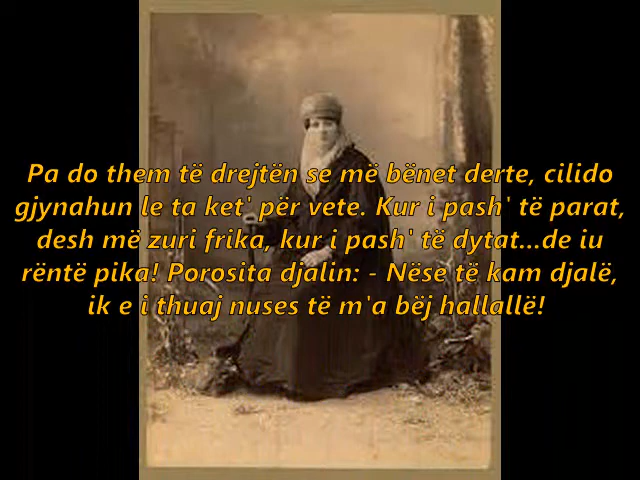 Pa do them të drejtën se më bënet derte, cilido
gjynahun le ta ket' për vete. Kur i pash' të parat,
desh më zuri frika, kur i pash' të dytat...de iu
rëntë pika! Porosita djalin: - Nëse të kam djalë,
ik e i thuaj nuses të m'a bëj hallallë!